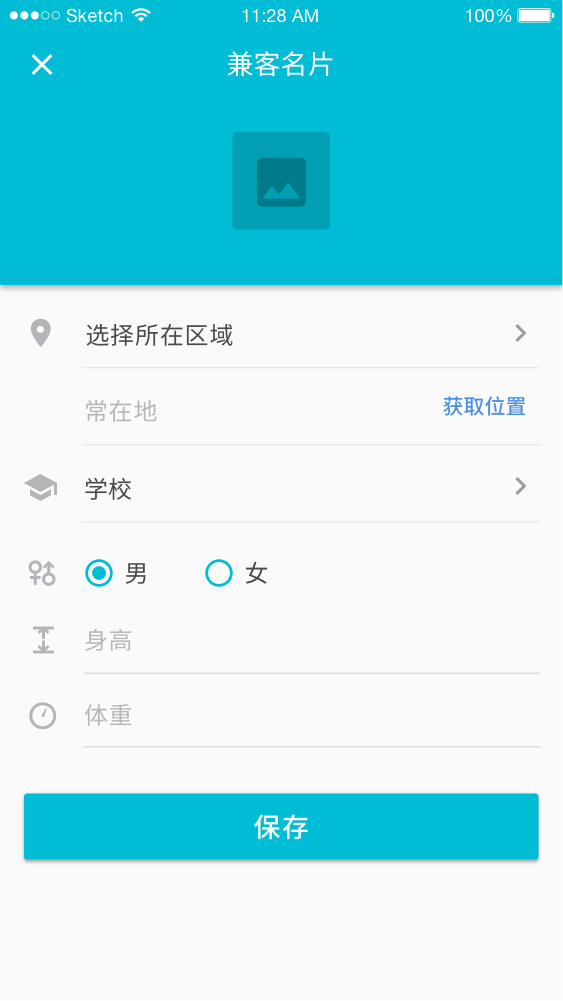 Sketch 11:28 AM 100%
兼客名片
选择所在区域
常在地 获取位置
学校
男 女
身高
体重
保存